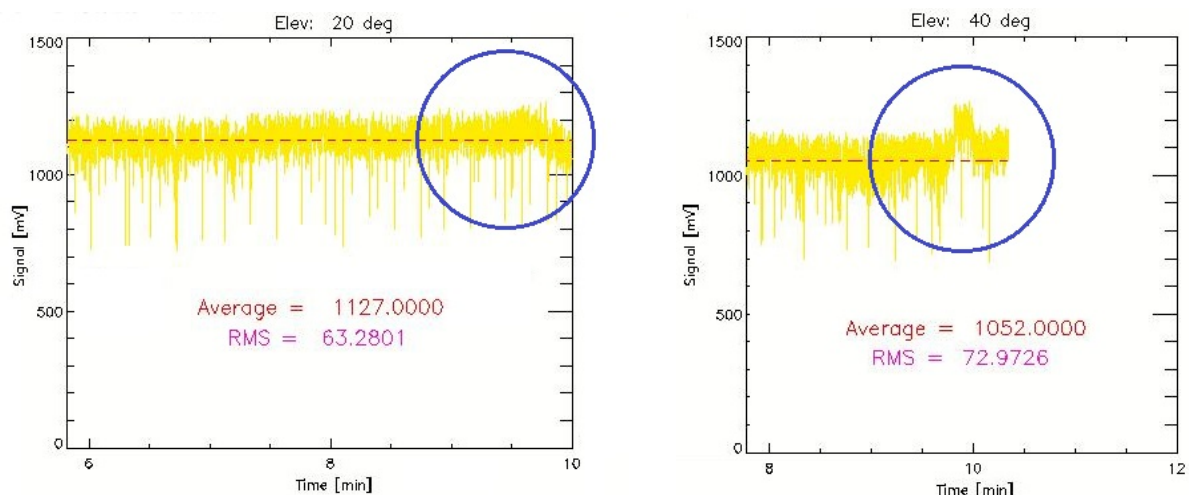 Elev: 20 deg
1500
1000
500
0
Signal [mV]
Average = 1127.0000
RMS = 63.2801
6 8 10
Time [min]
Elev: 40 deg
1500
1000
500
0
Signal [mV]
Average = 1052.0000
RMS = 72.9726
8 9 10 11 12
Time [min]